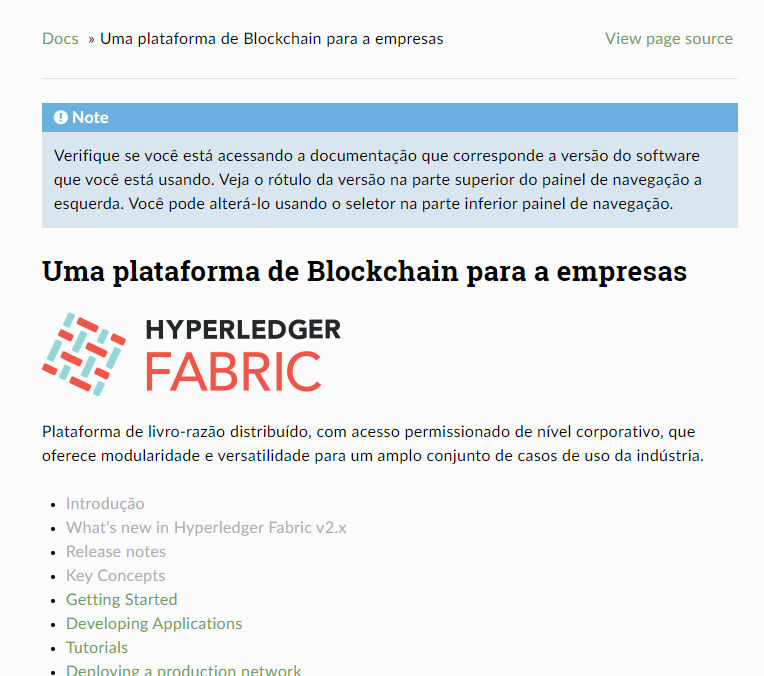 Docs » Uma plataforma de Blockchain para a empresas View page source
Note
Verifique se você está acessando a documentação que corresponde a versão do software
que você está usando. Veja o rótulo da versão na parte superior do painel de navegação a
esquerda. Você pode alterá-lo usando o seletor na parte inferior painel de navegação.
Uma plataforma de Blockchain para a empresas
HYPERLEDGER
FABRIC
Plataforma de livro-razão distribuído, com acesso permissionado de nível corporativo, que
oferece modularidade e versatilidade para um amplo conjunto de casos de uso da indústria.
• Introdução
• What's new in Hyperledger Fabric v2.x
• Release notes
• Key Concepts
• Getting Started
• Developing Applications
• Tutorials
• Deploying a production network